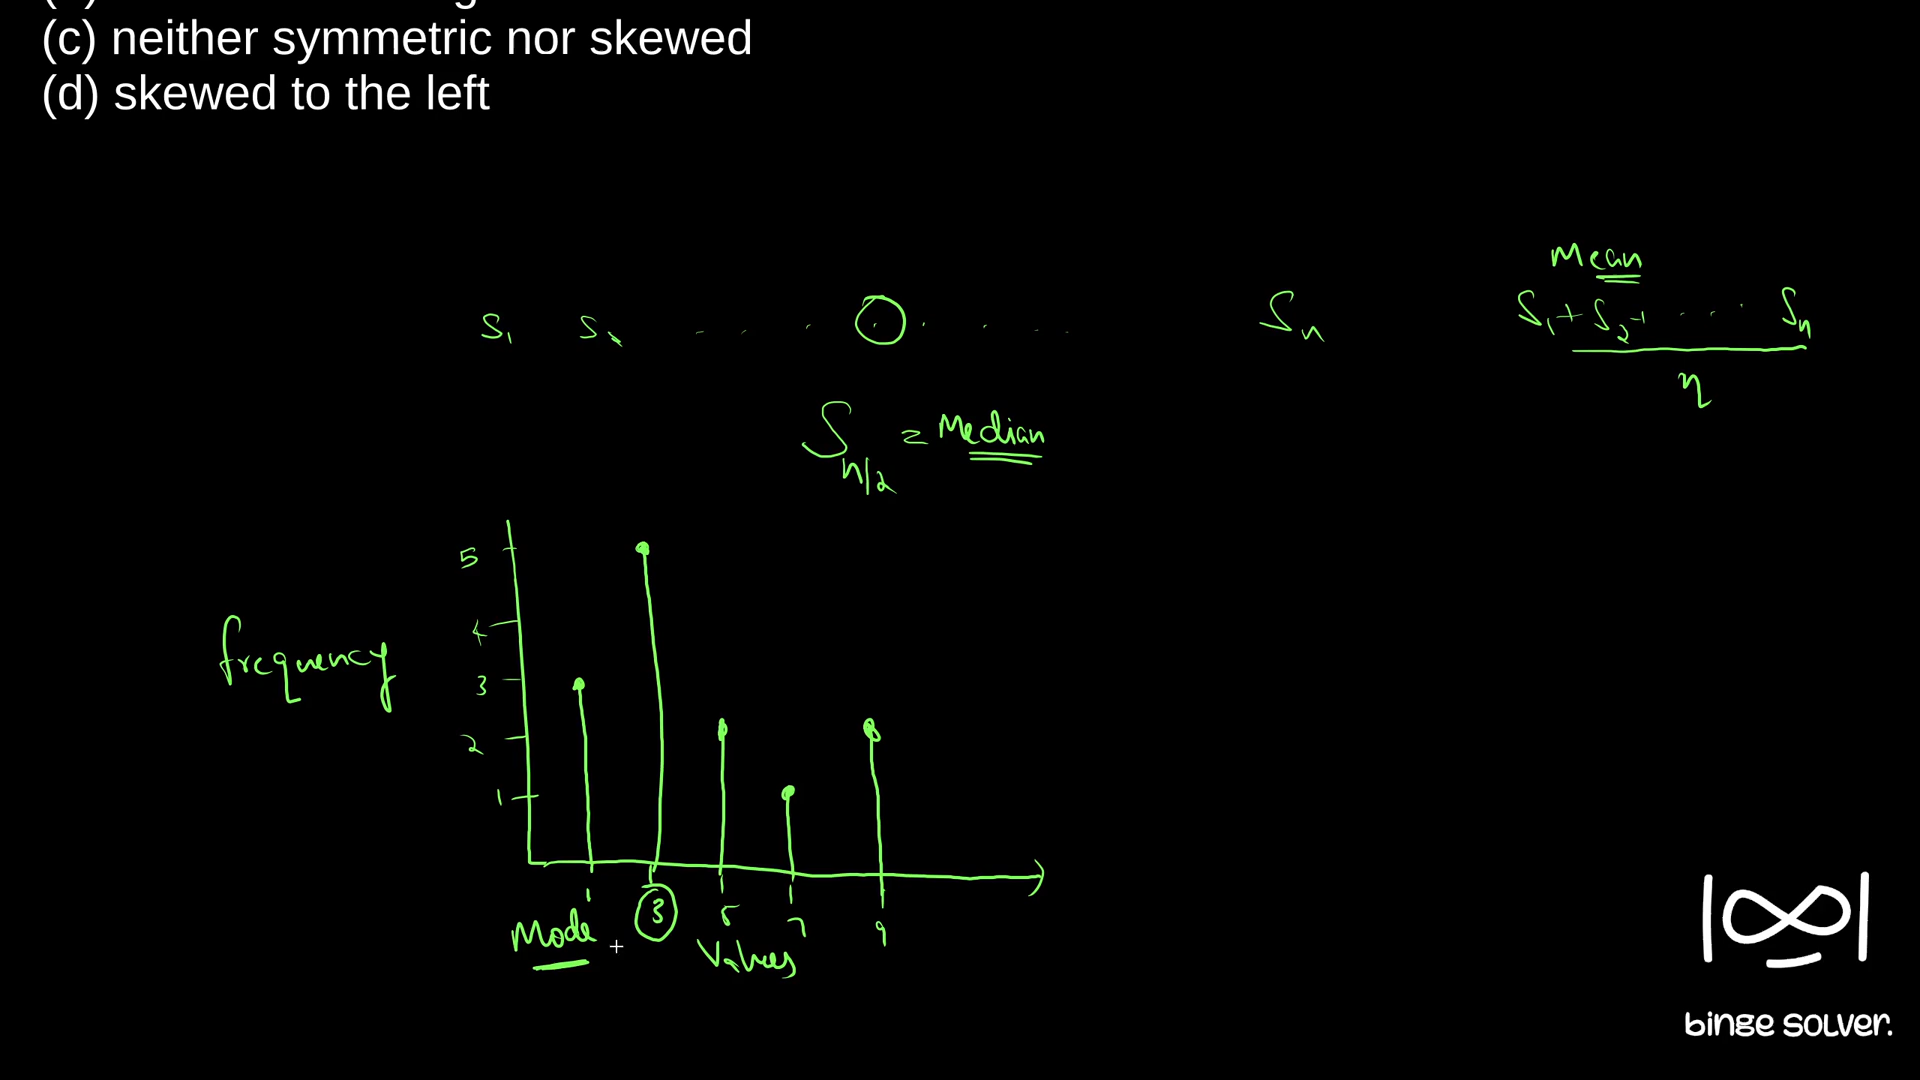 (c) neither symmetric nor skewed
(d) skewed to the left
Mean
S1 S2 Sn S1 + S2 + ... Sn
n
Sn/2 = Median
5
4
frequency
3
2
1
1 3 5 7 9
Mode
Values
binge solver.